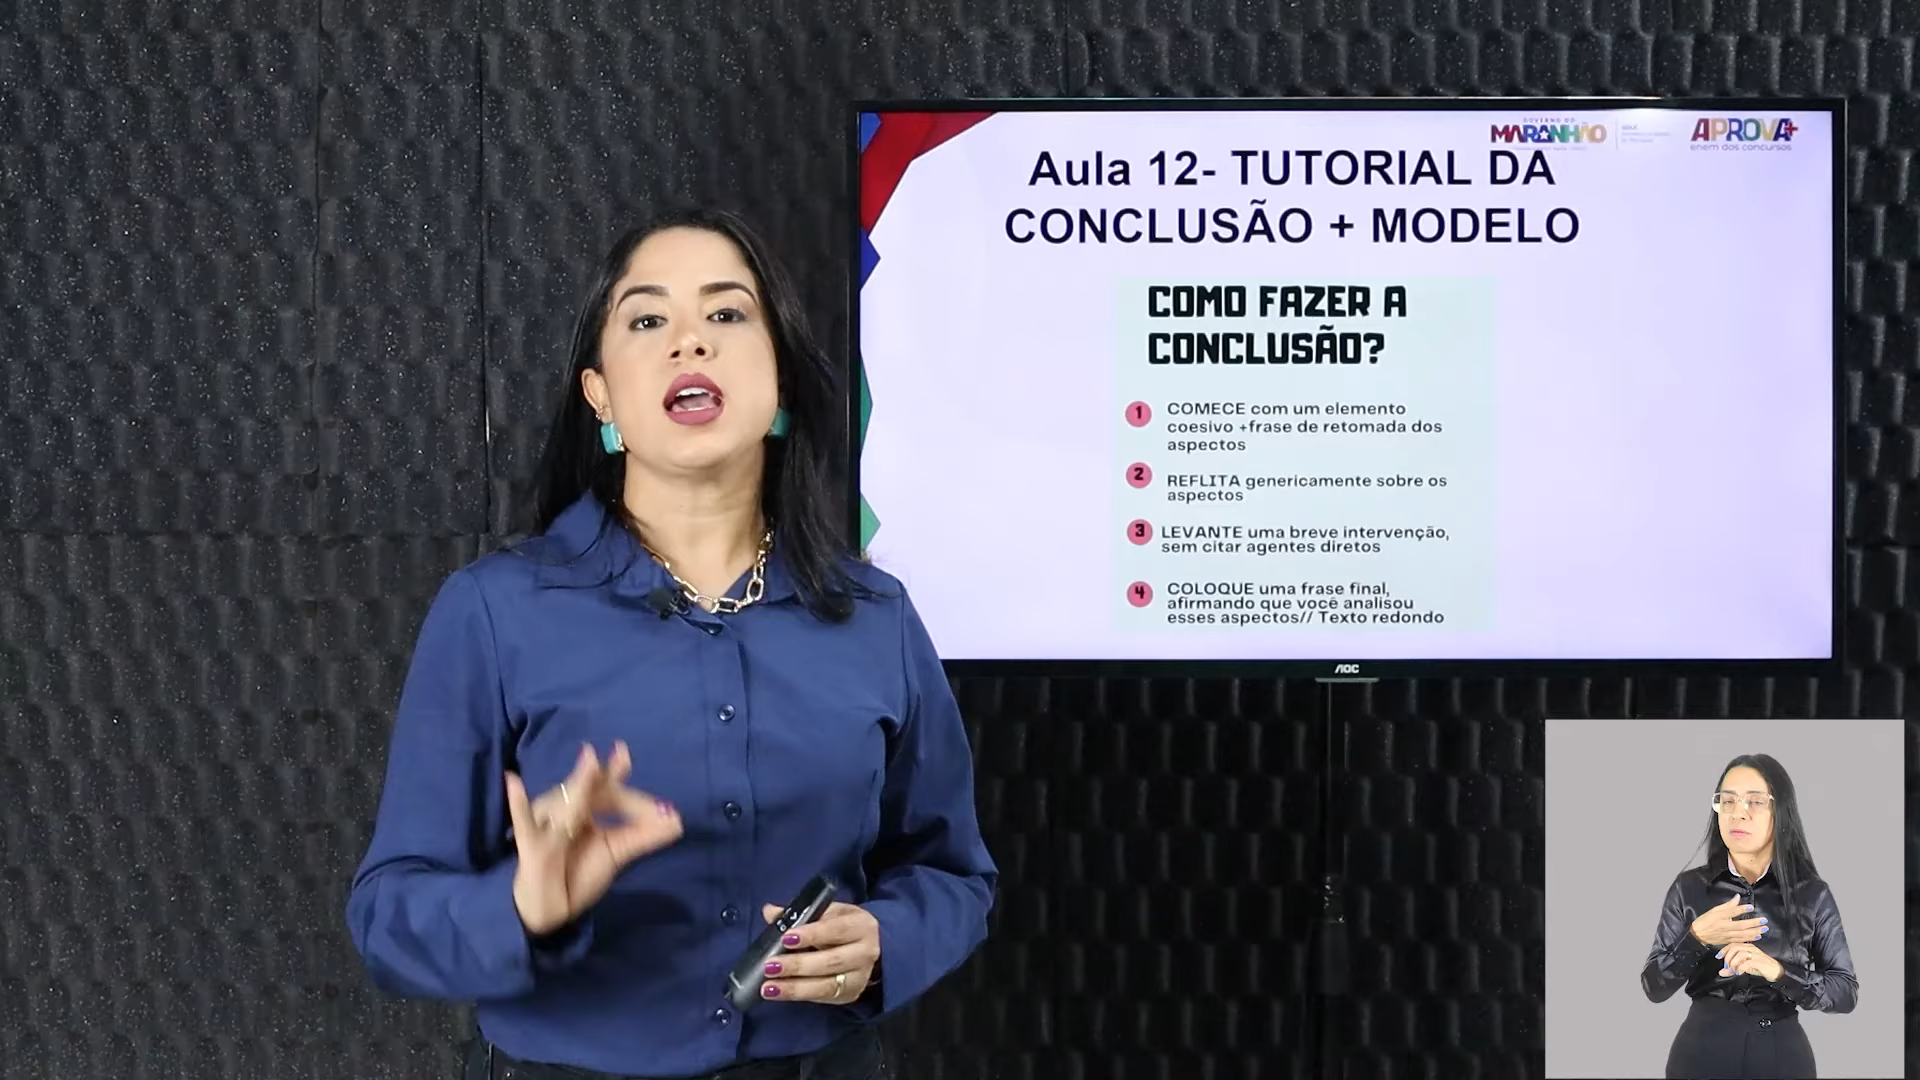 GOVERNO DO
MARANHÃO
APROVA+
enem dos concursos
Aula 12- TUTORIAL DA
CONCLUSÃO + MODELO
COMO FAZER A
CONCLUSÃO?
1 COMECE com um elemento
coesivo +frase de retomada dos
aspectos
2 REFLITA genericamente sobre os
aspectos
3 LEVANTE uma breve intervenção,
sem citar agentes diretos
4 COLOQUE uma frase final,
afirmando que você analisou
esses aspectos// Texto redondo
AOC